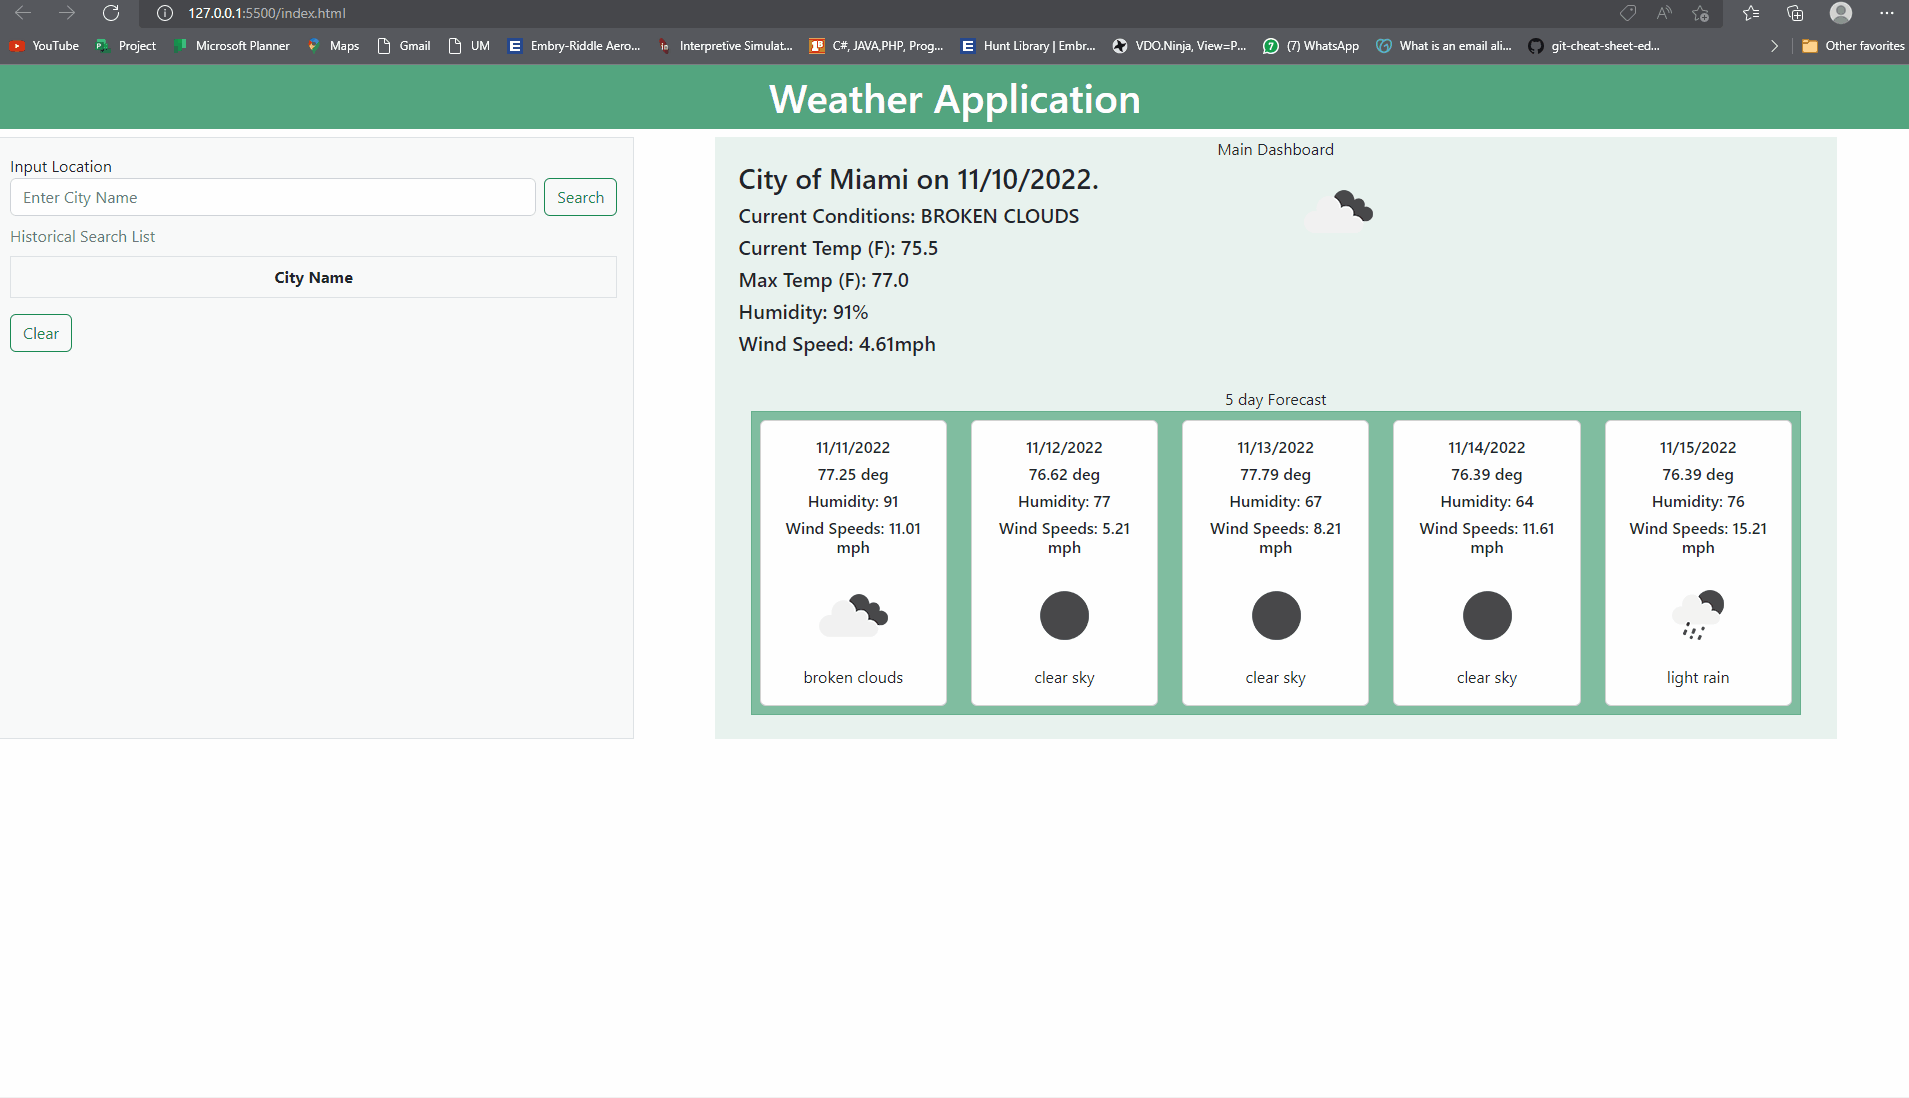 127.0.0.1:5500/index.html
YouTube Project Microsoft Planner Maps Gmail UM Embry-Riddle Aero... Interpretive Simulat... C#, JAVA,PHP, Prog... Hunt Library | Embr... VDO.Ninja, View=P... (7) WhatsApp What is an email ali... git-cheat-sheet-ed... Other favorites
Weather Application
Input Location
Enter City Name
Search
Historical Search List
City Name
Clear
Main Dashboard
City of Miami on 11/10/2022.
Current Conditions: BROKEN CLOUDS
Current Temp (F): 75.5
Max Temp (F): 77.0
Humidity: 91%
Wind Speed: 4.61mph
5 day Forecast
11/11/2022
77.25 deg
Humidity: 91
Wind Speeds: 11.01
mph
broken clouds
11/12/2022
76.62 deg
Humidity: 77
Wind Speeds: 5.21
mph
clear sky
11/13/2022
77.79 deg
Humidity: 67
Wind Speeds: 8.21
mph
clear sky
11/14/2022
76.39 deg
Humidity: 64
Wind Speeds: 11.61
mph
clear sky
11/15/2022
76.39 deg
Humidity: 76
Wind Speeds: 15.21
mph
light rain